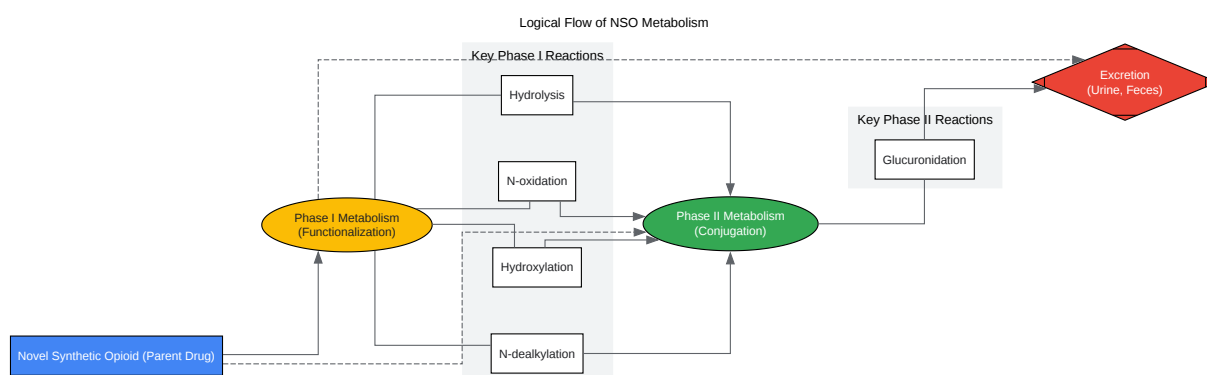 Logical Flow of NSO Metabolism
Key Phase I Reactions
Hydrolysis
N-oxidation
Hydroxylation
N-dealkylation
Phase I Metabolism
(Functionalization)
Novel Synthetic Opioid (Parent Drug)
Phase II Metabolism
(Conjugation)
Key Phase II Reactions
Glucuronidation
Excretion
(Urine, Feces)